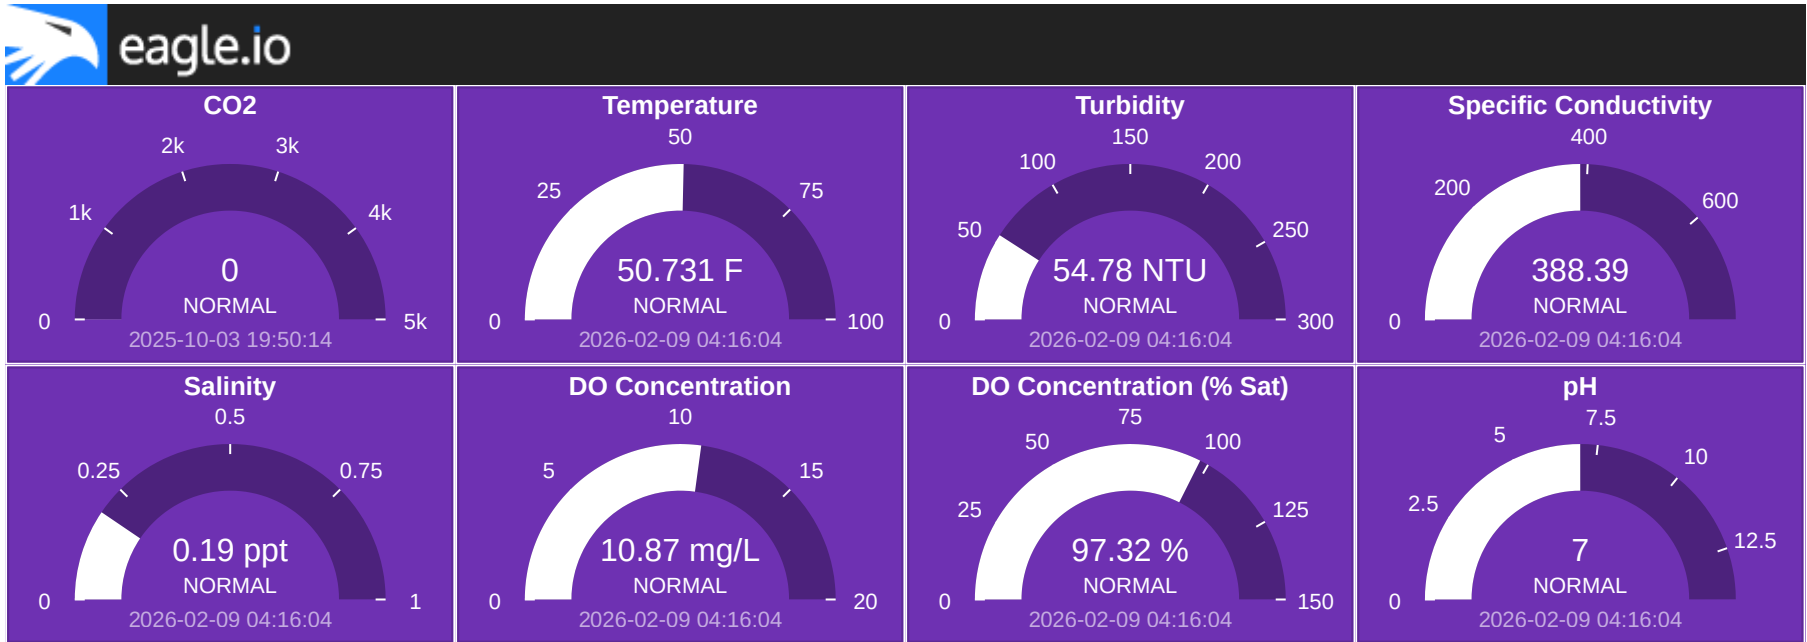 eagle.io
CO2
2k
3k
1k
4k
0
5k
0
NORMAL
2025-10-03 19:50:14
Temperature
50
25
75
0
100
50.731 F
NORMAL
2026-02-09 04:16:04
Turbidity
150
100
200
50
250
0
300
54.78 NTU
NORMAL
2026-02-09 04:16:04
Specific Conductivity
400
200
600
0
388.39
NORMAL
2026-02-09 04:16:04
Salinity
0.5
0.25
0.75
0
1
0.19 ppt
NORMAL
2026-02-09 04:16:04
DO Concentration
10
5
15
0
20
10.87 mg/L
NORMAL
2026-02-09 04:16:04
DO Concentration (% Sat)
75
50
100
25
125
0
150
97.32 %
NORMAL
2026-02-09 04:16:04
pH
7.5
5
10
2.5
12.5
0
7
NORMAL
2026-02-09 04:16:04